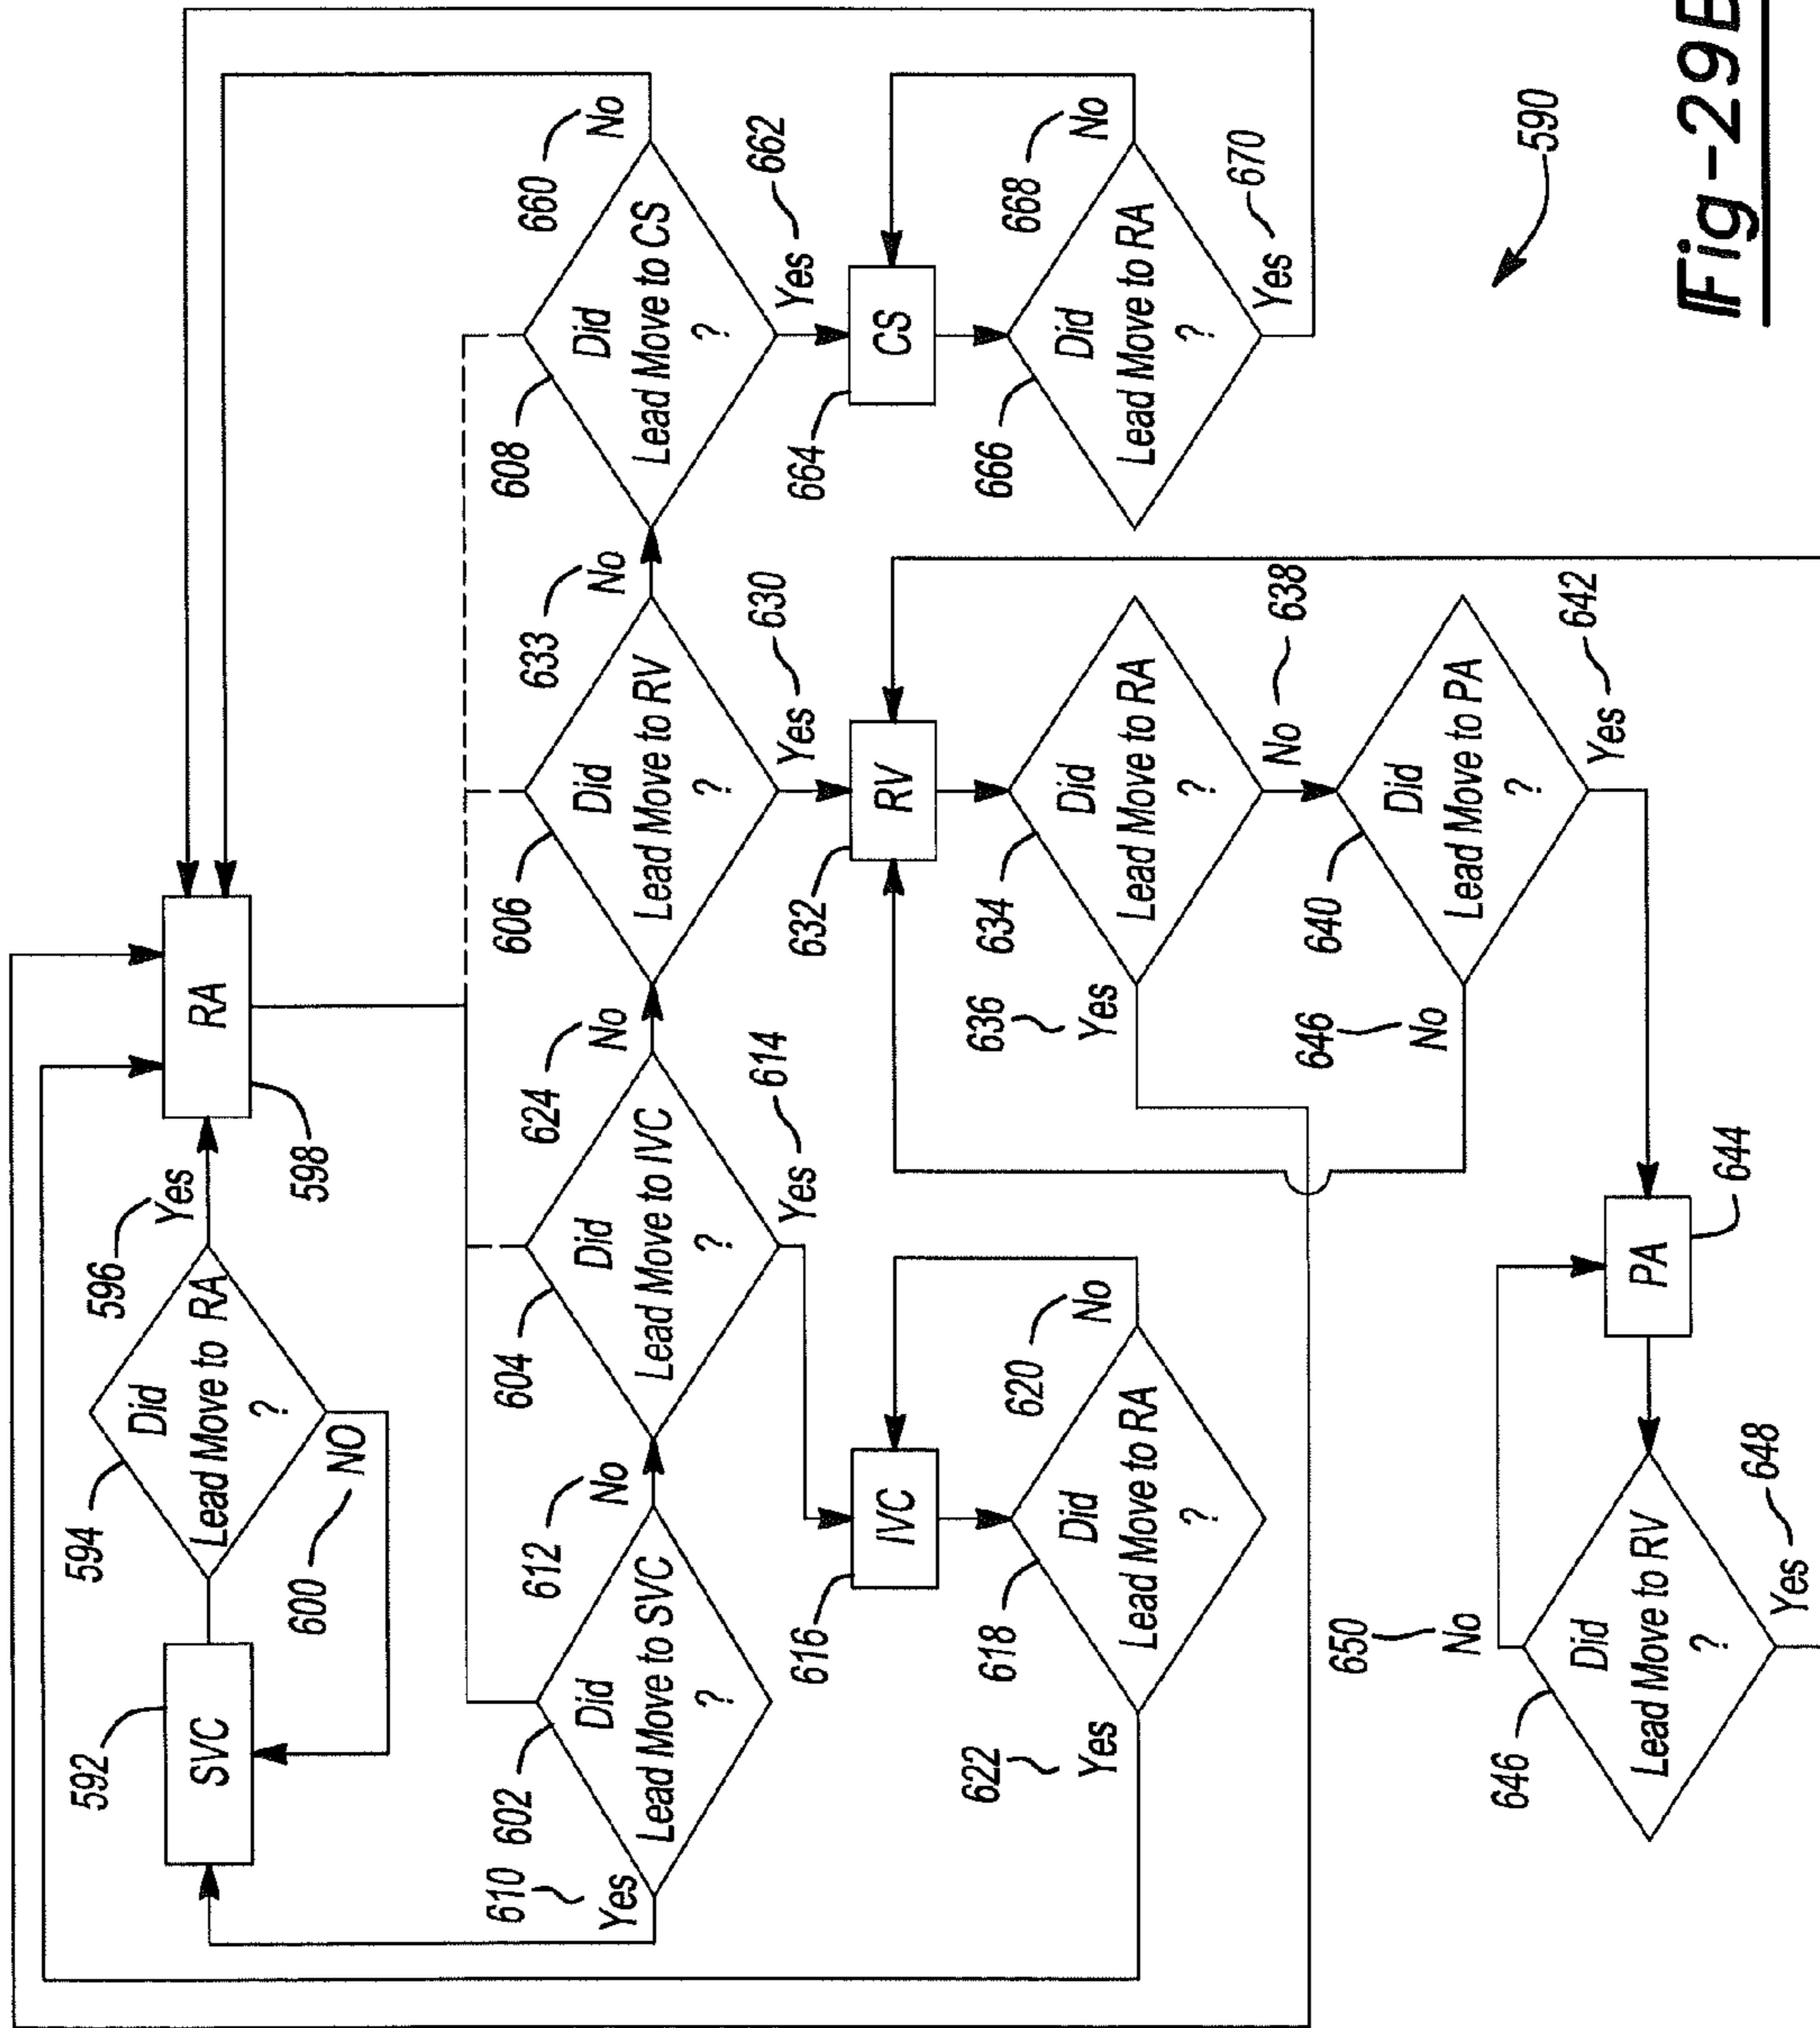 592
SVC
594
Did
Lead Move to RA
?
596
Yes
600
NO
RA
598
610
Yes
602
Did
Lead Move to SVC
?
612
No
604
Did
Lead Move to IVC
?
624
No
614
Yes
606
Did
Lead Move to RV
?
633
No
630
Yes
608
Did
Lead Move to CS
?
660
No
662
Yes
616
IVC
618
Did
Lead Move to RA
?
620
No
622
Yes
632
RV
634
Did
Lead Move to RA
?
636
Yes
638
No
640
Did
Lead Move to PA
?
646
No
642
Yes
664
CS
666
Did
Lead Move to RA
?
668
No
670
Yes
644
PA
646
Did
Lead Move to RV
?
650
No
648
Yes
590
Fig-29B